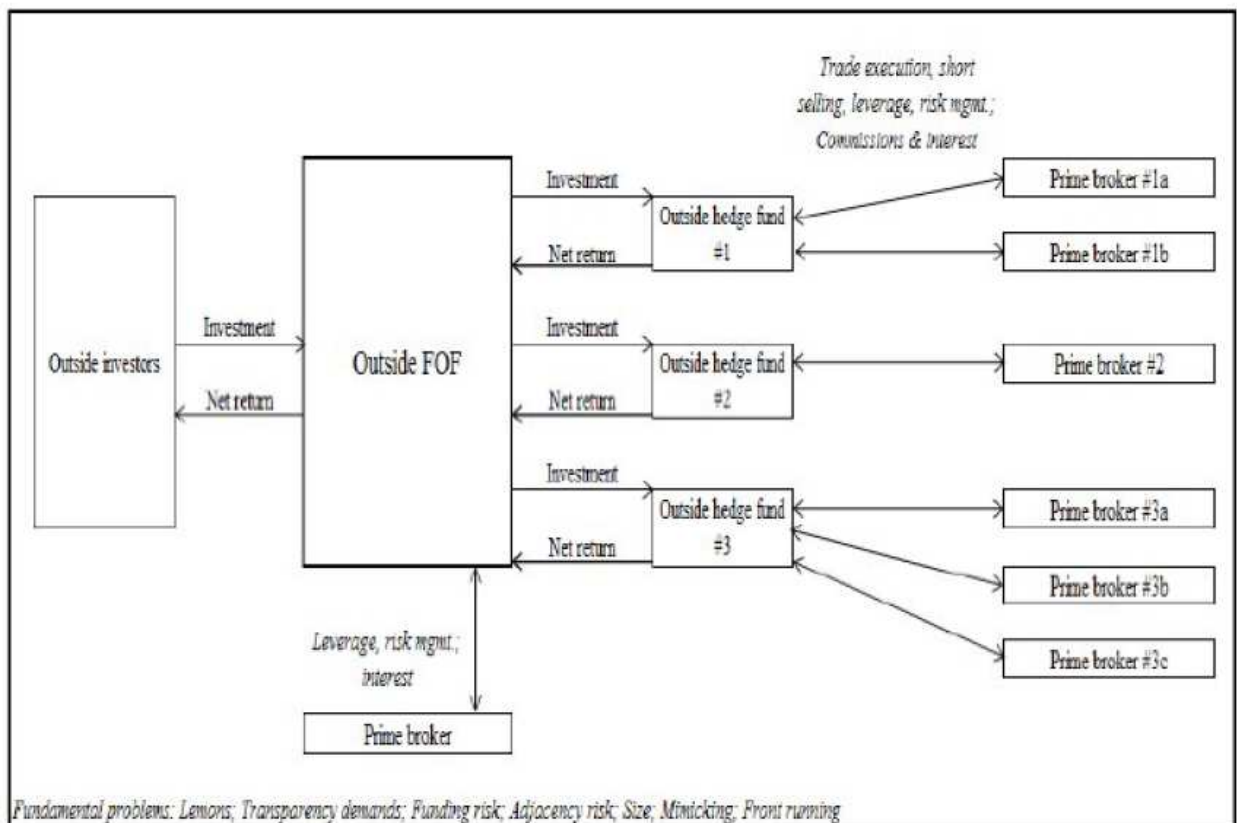 Trade execution, short
selling, leverage, risk mgmt.;
Commissions & interest
Outside investors
Investment
Net return
Outside FOF
Investment
Net return
Outside hedge fund
#1
Prime broker #1a
Prime broker #1b
Investment
Net return
Outside hedge fund
#2
Prime broker #2
Investment
Net return
Outside hedge fund
#3
Prime broker #3a
Prime broker #3b
Prime broker #3c
Leverage, risk mgmt.;
interest
Prime broker
Fundamental problems: Lemons; Transparency demands; Funding risk; Adjacency risk; Size; Mimicking; Front running